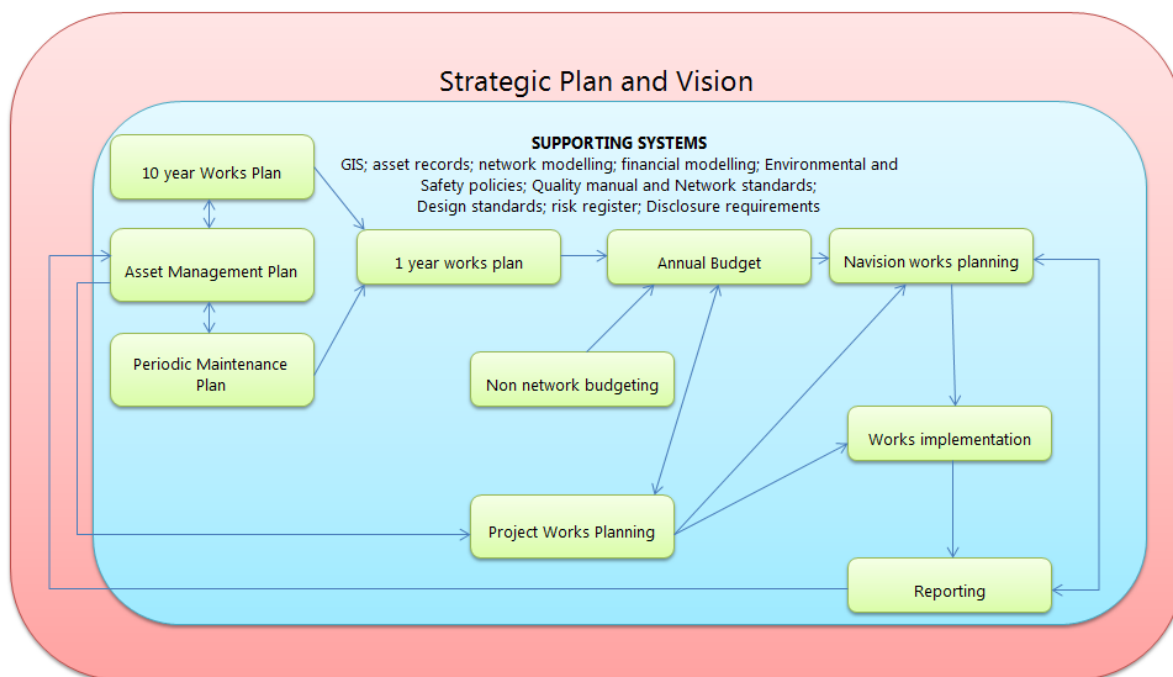 Strategic Plan and Vision
SUPPORTING SYSTEMS
GIS; asset records; network modelling; financial modelling; Environmental and
Safety policies; Quality manual and Network standards;
Design standards; risk register; Disclosure requirements
10 year Works Plan
Asset Management Plan
1 year works plan
Annual Budget
Navision works planning
Periodic Maintenance
Plan
Non network budgeting
Works implementation
Project Works Planning
Reporting